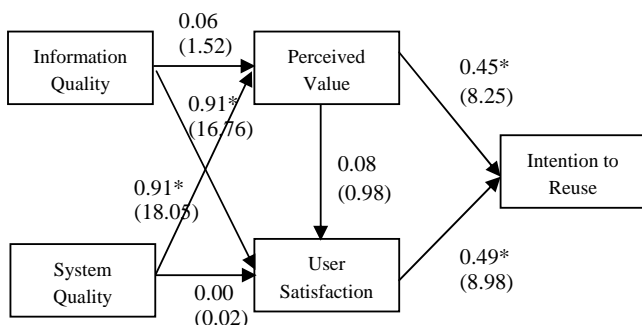 0.06
(1.52)
Information
Quality
Perceived
Value
0.91*
(16.76)
0.45*
(8.25)
0.08
(0.98)
Intention to
Reuse
0.91*
(18.05)
System
Quality
0.00
(0.02)
User
Satisfaction
0.49*
(8.98)